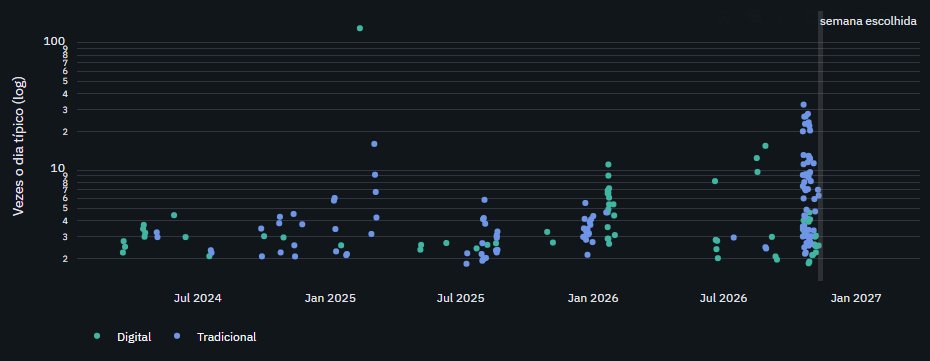 semana escolhida
Vezes o dia típico (log)
100
9
8
7
6
5
4
3
2
10
9
8
7
6
5
4
3
2
Jul 2024
Jan 2025
Jul 2025
Jan 2026
Jul 2026
Jan 2027
Digital
Tradicional